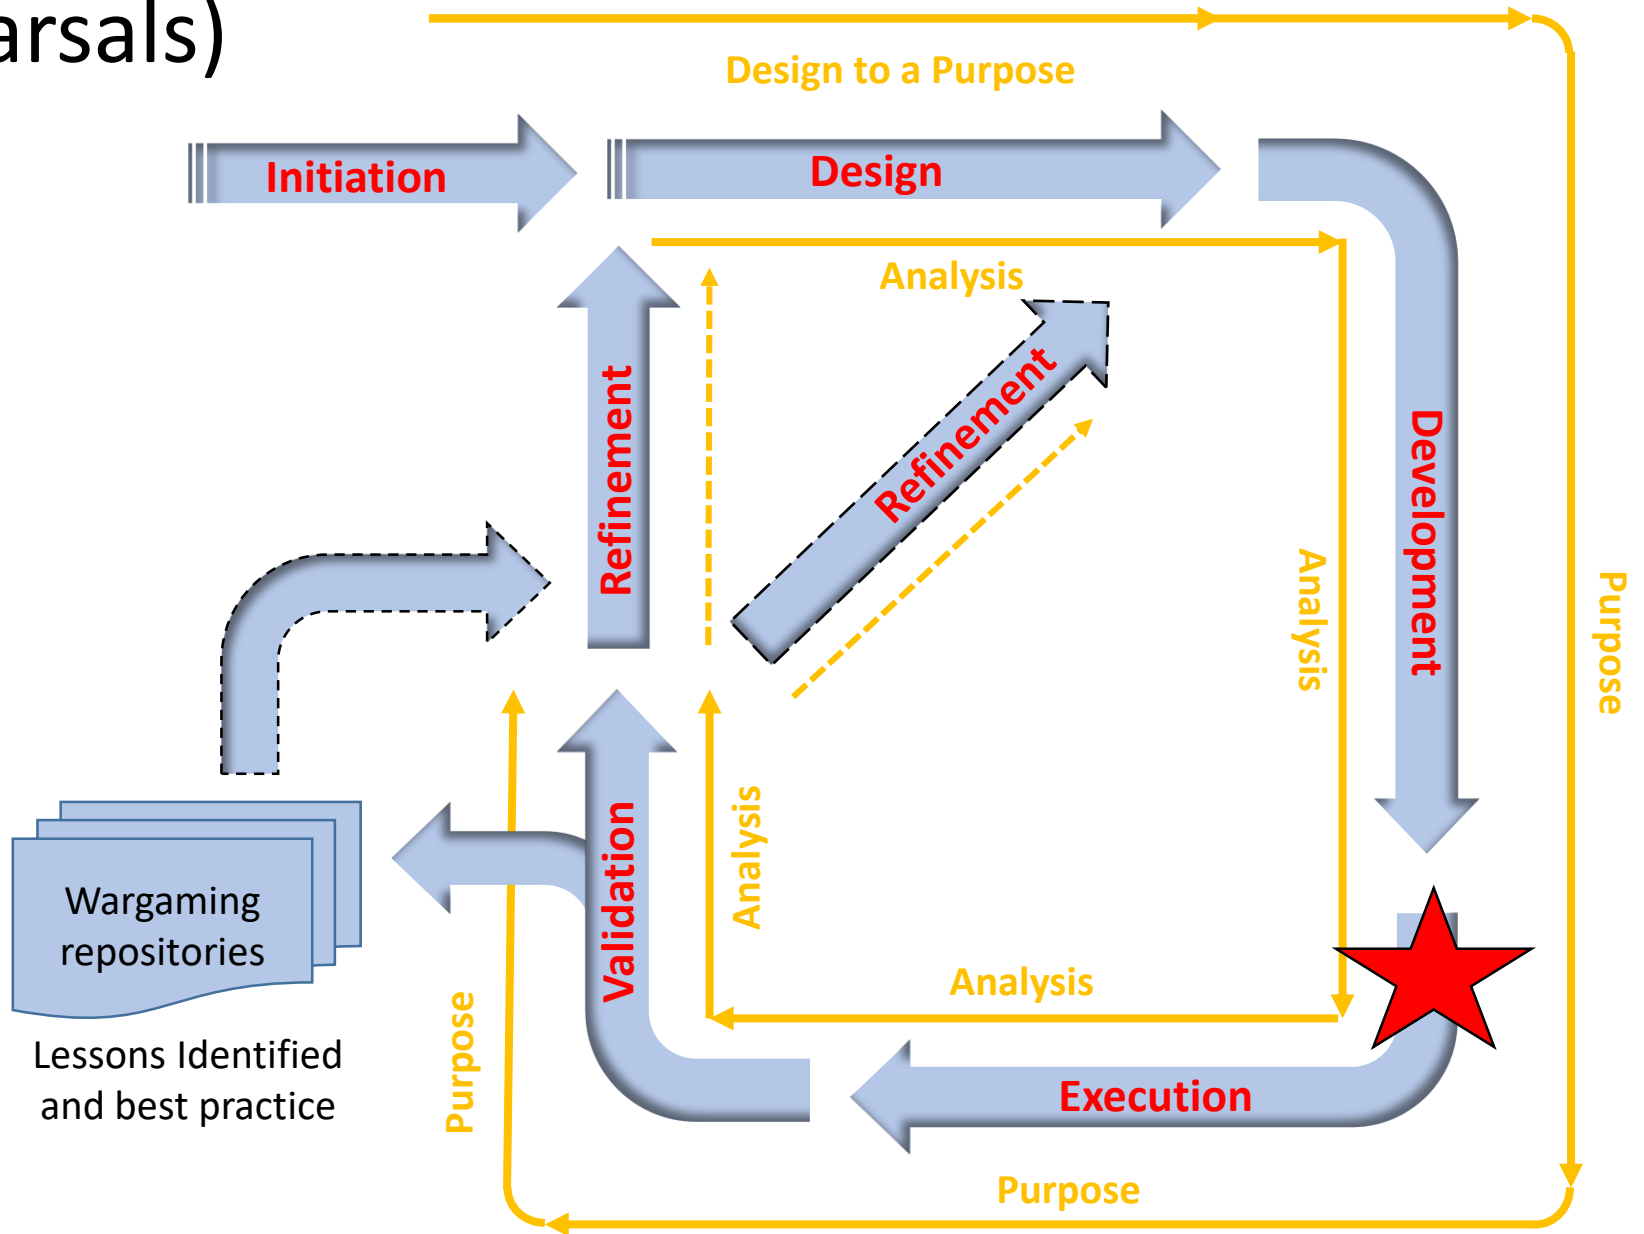 arsals)
Design to a Purpose
Initiation
Design
Analysis
Refinement
Refinement
Development
Analysis
Purpose
Wargaming
repositories
Validation
Analysis
Analysis
Lessons Identified
and best practice
Purpose
Execution
Purpose